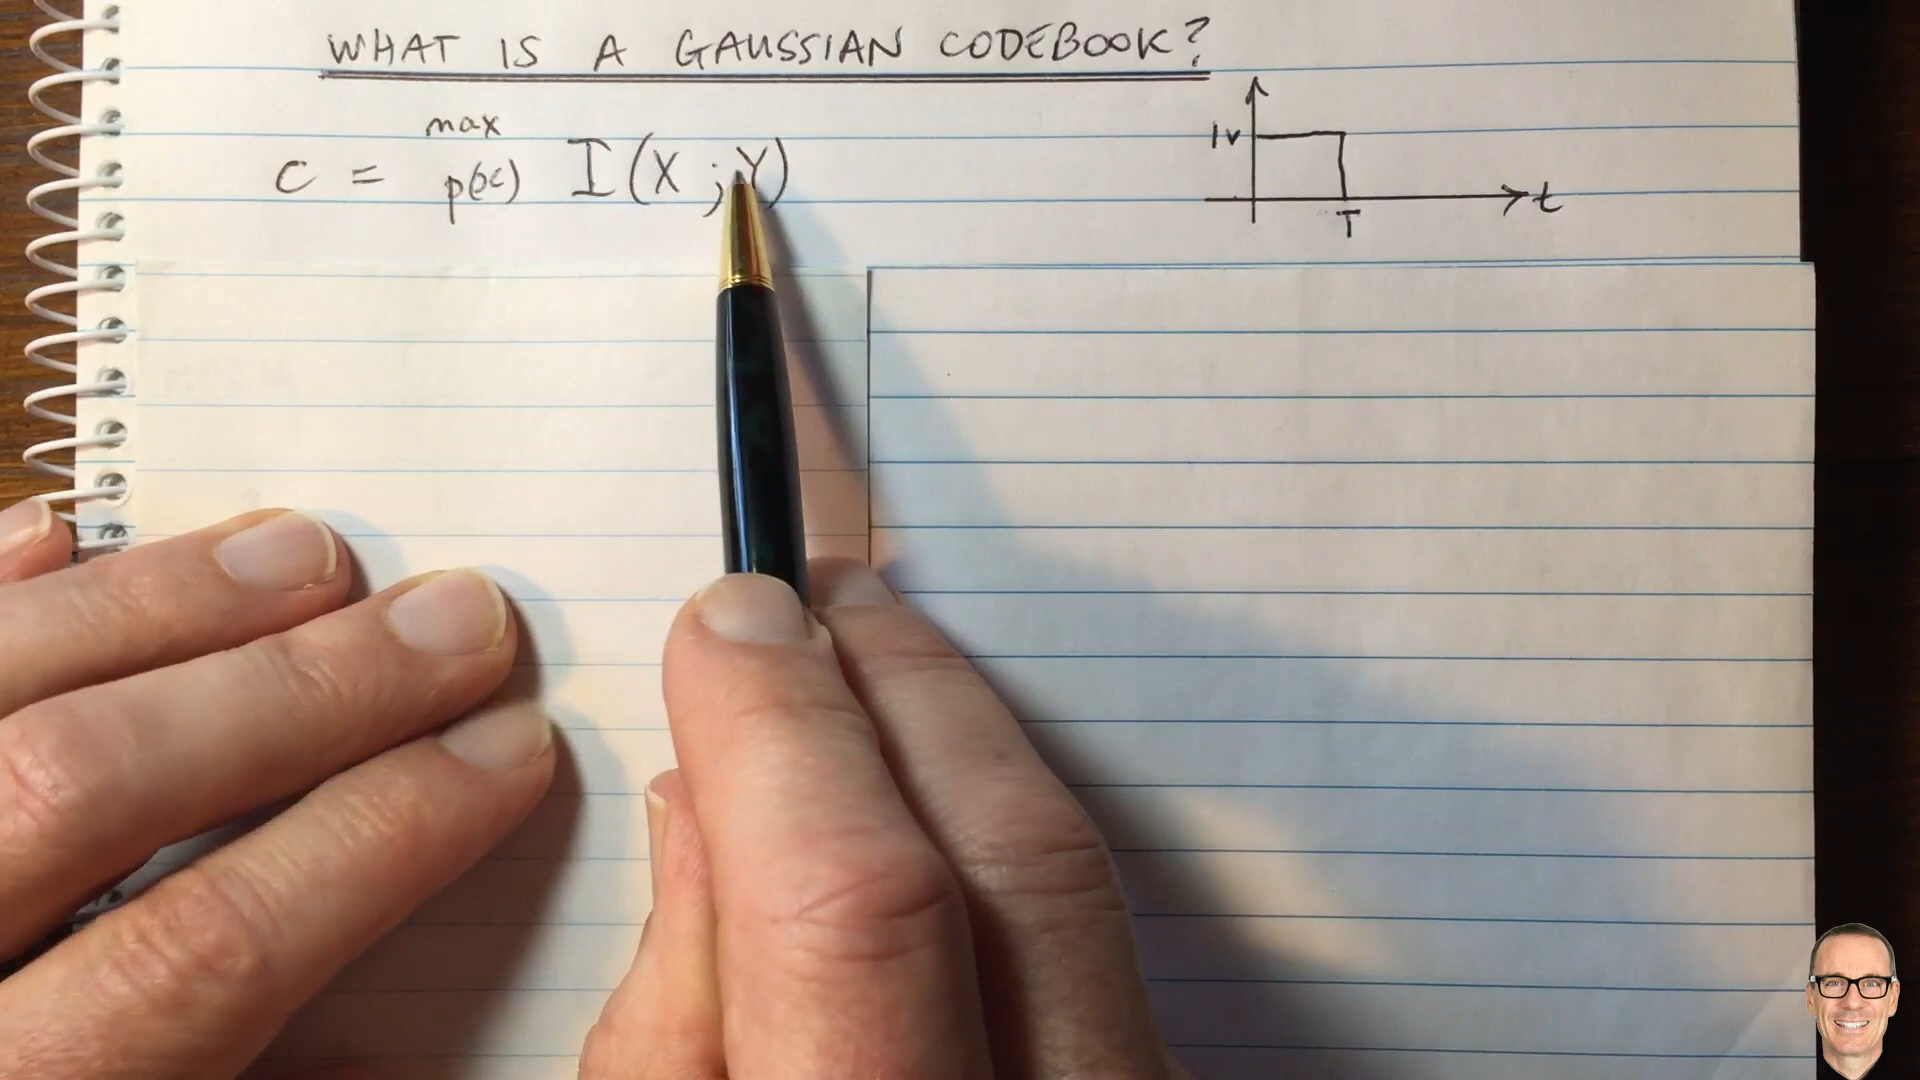 WHAT IS A GAUSSIAN CODEBOOK?
max
C = p(x) I(X ; Y)
1v
t
T